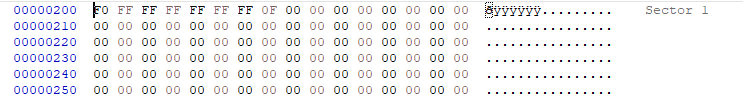 00000200 F0 FF FF FF FF FF FF 0F 00 00 00 00 00 00 00 00 ðÿÿÿÿÿÿ......... Sector 1
00000210 00 00 00 00 00 00 00 00 00 00 00 00 00 00 00 00 ................
00000220 00 00 00 00 00 00 00 00 00 00 00 00 00 00 00 00 ................
00000230 00 00 00 00 00 00 00 00 00 00 00 00 00 00 00 00 ................
00000240 00 00 00 00 00 00 00 00 00 00 00 00 00 00 00 00 ................
00000250 00 00 00 00 00 00 00 00 00 00 00 00 00 00 00 00 ................